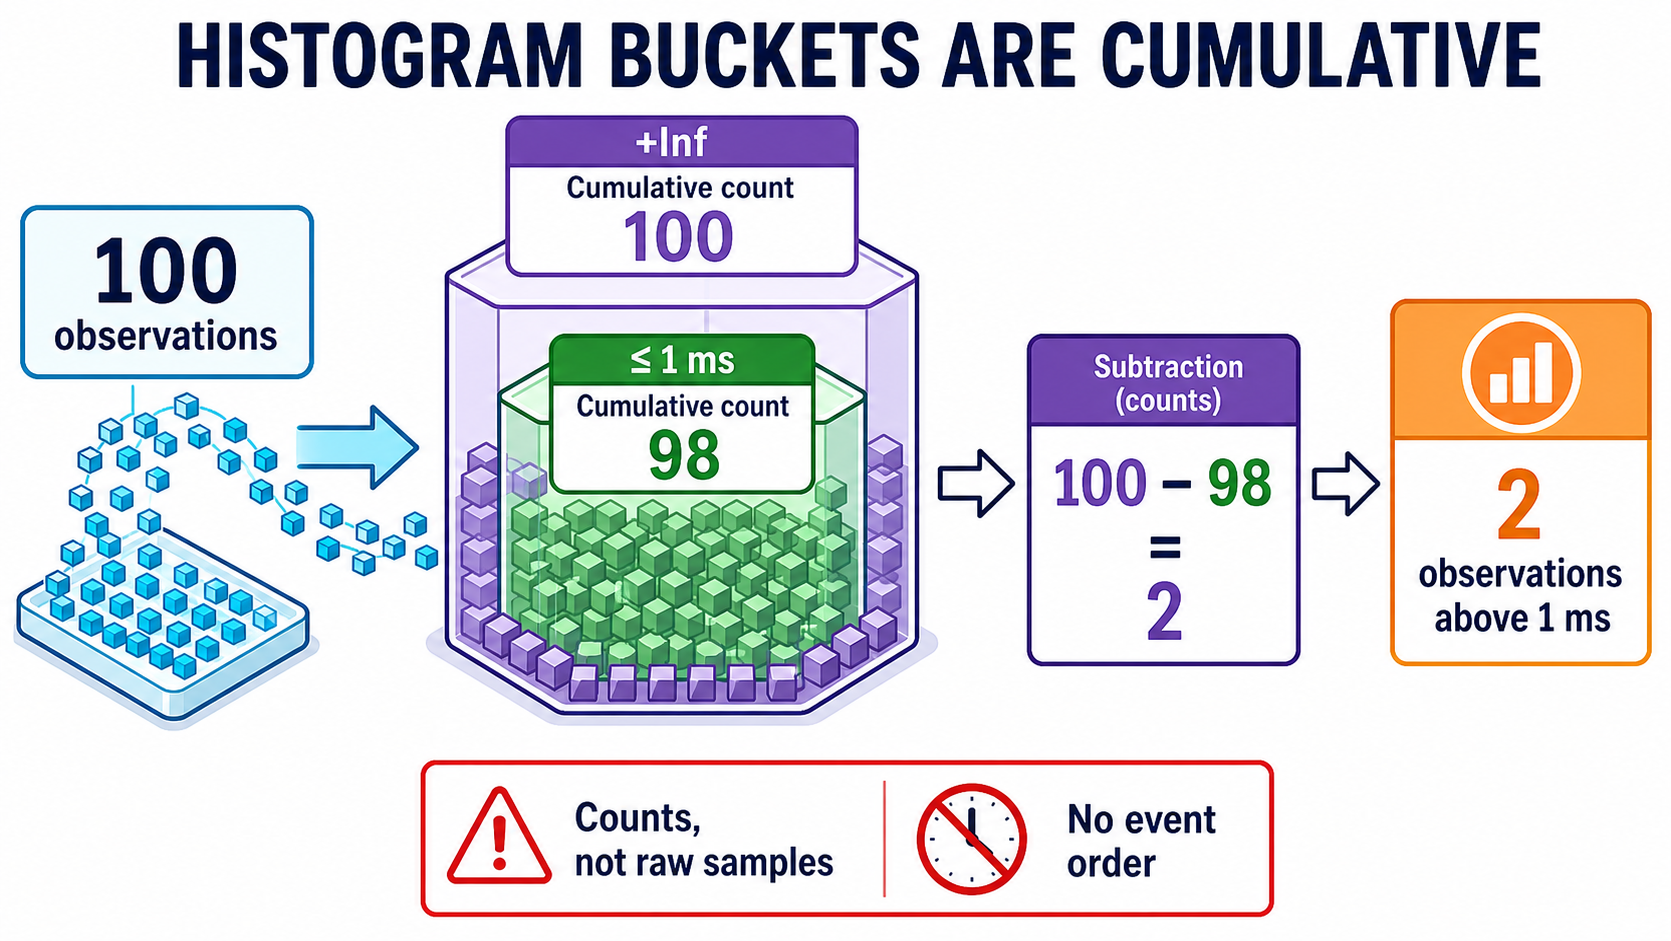 HISTOGRAM BUCKETS ARE CUMULATIVE
100
observations
+Inf
Cumulative count
100
≤ 1 ms
Cumulative count
98
Subtraction
(counts)
100 – 98
=
2
2
observations
above 1 ms
Counts,
not raw samples
No event
order